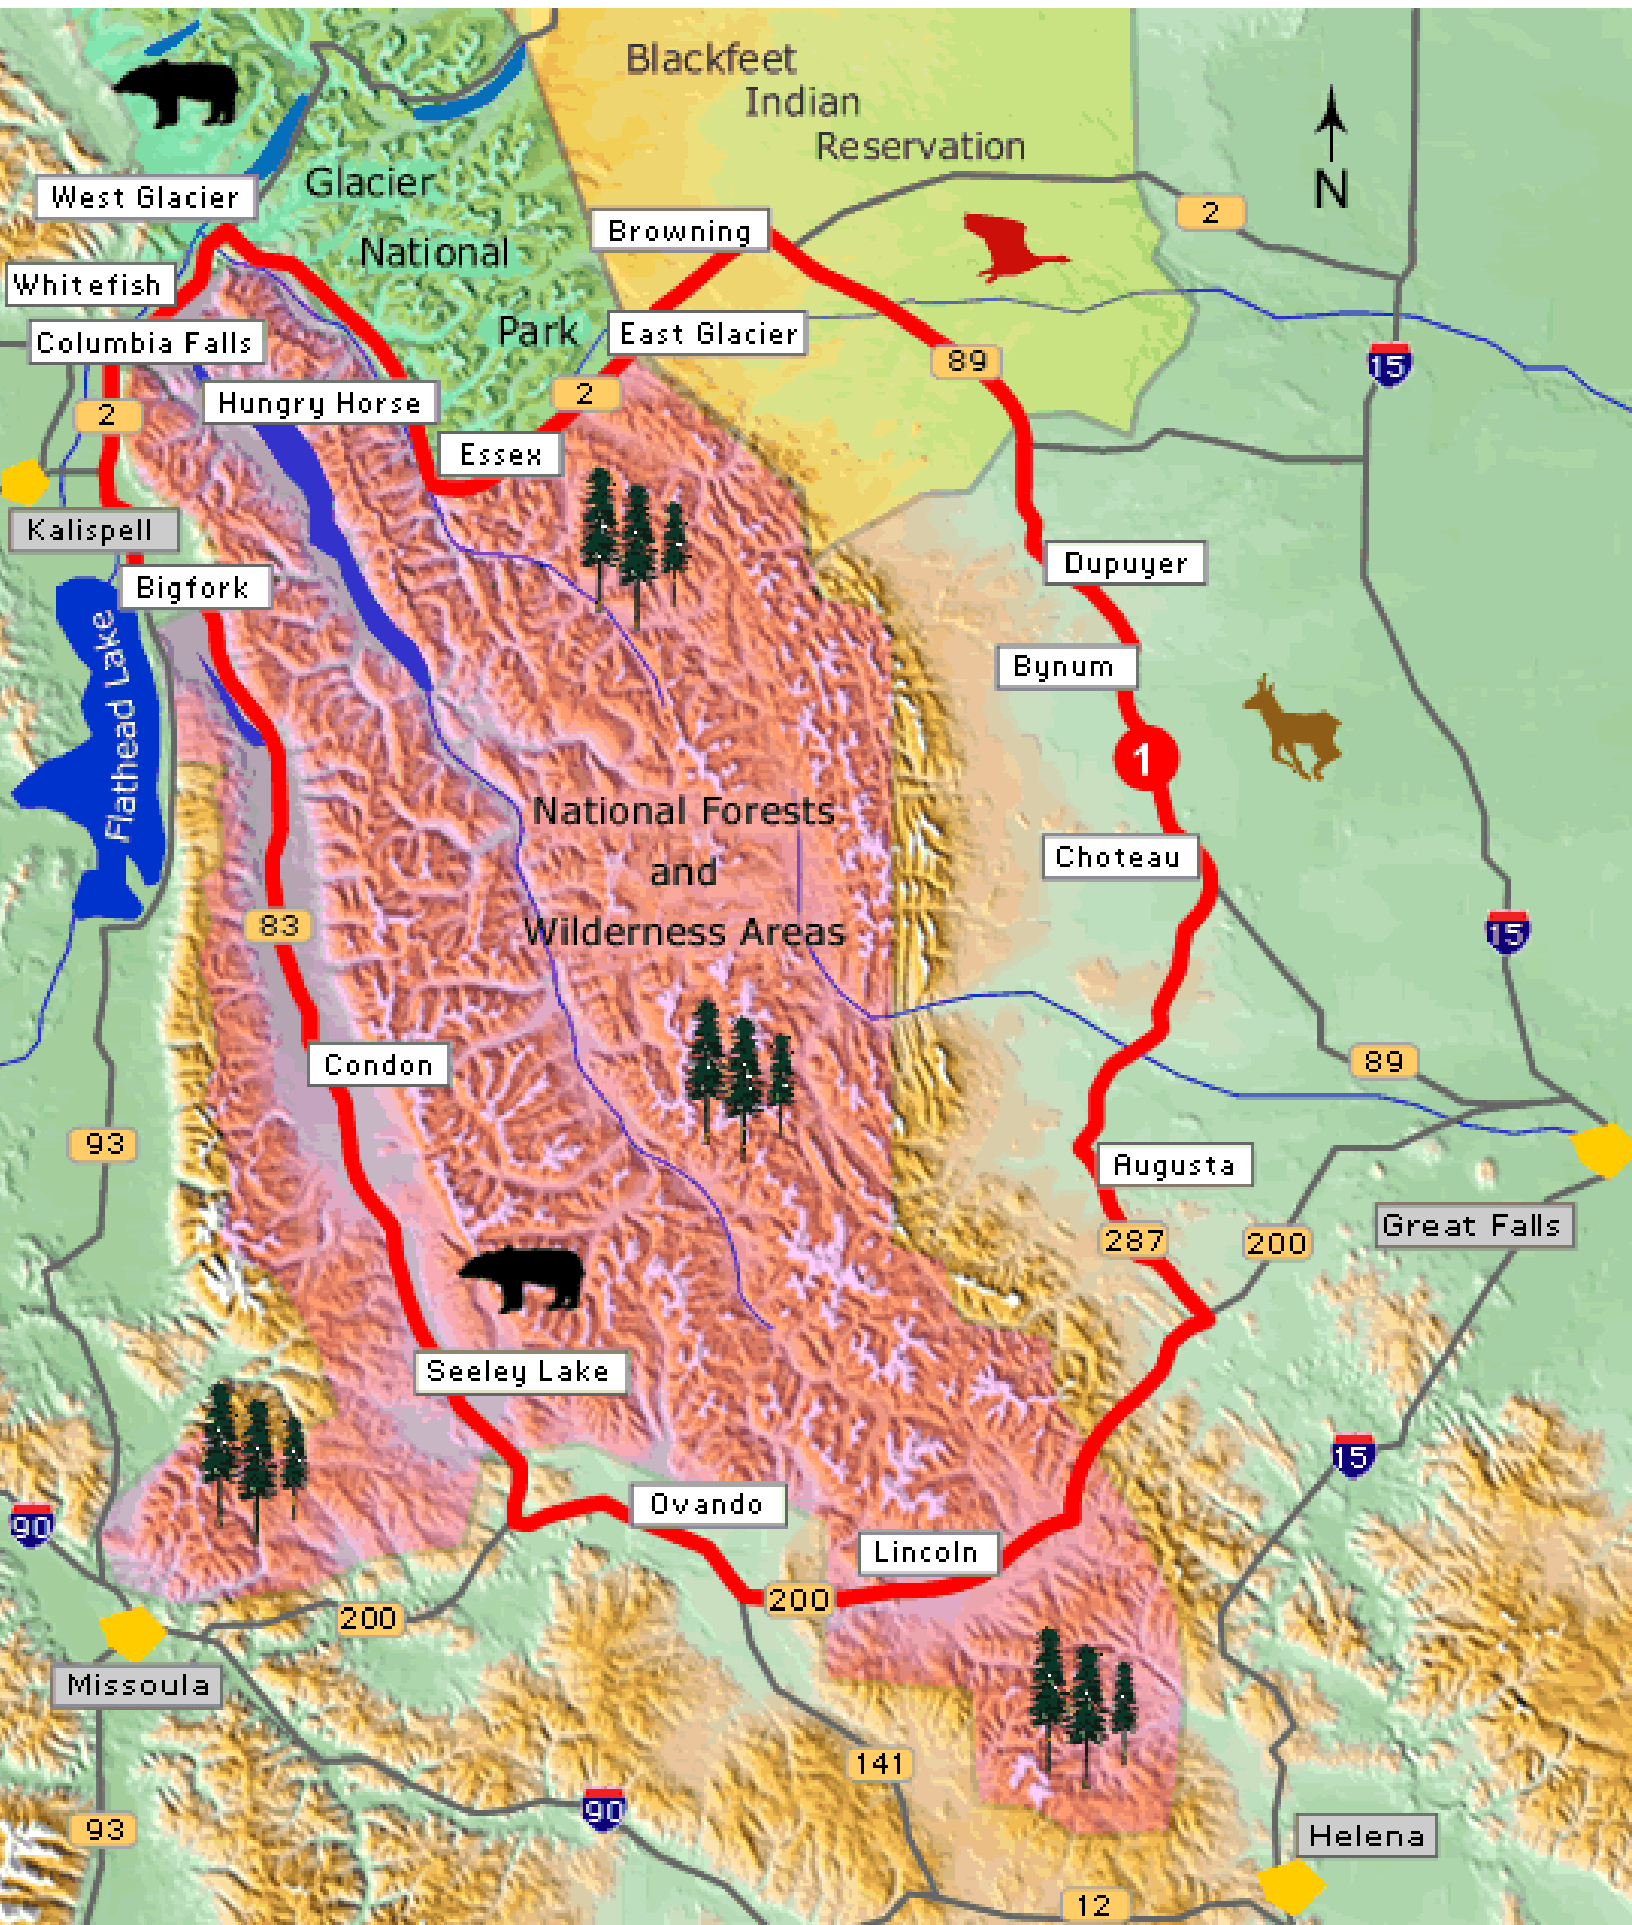 Blackfeet
Indian
Reservation
N
West Glacier
Glacier
2
Browning
National
Whitefish
Park
East Glacier
Columbia Falls
89
15
2
Hungry Horse
2
Essex
Kalispell
Dupuyer
Bigfork
Bynum
Flathead Lake
1
National Forests
and
Wilderness Areas
Choteau
83
15
Condon
89
93
Augusta
Great Falls
287
200
Seeley Lake
15
Ovando
90
Lincoln
200
200
Missoula
141
90
93
Helena
12